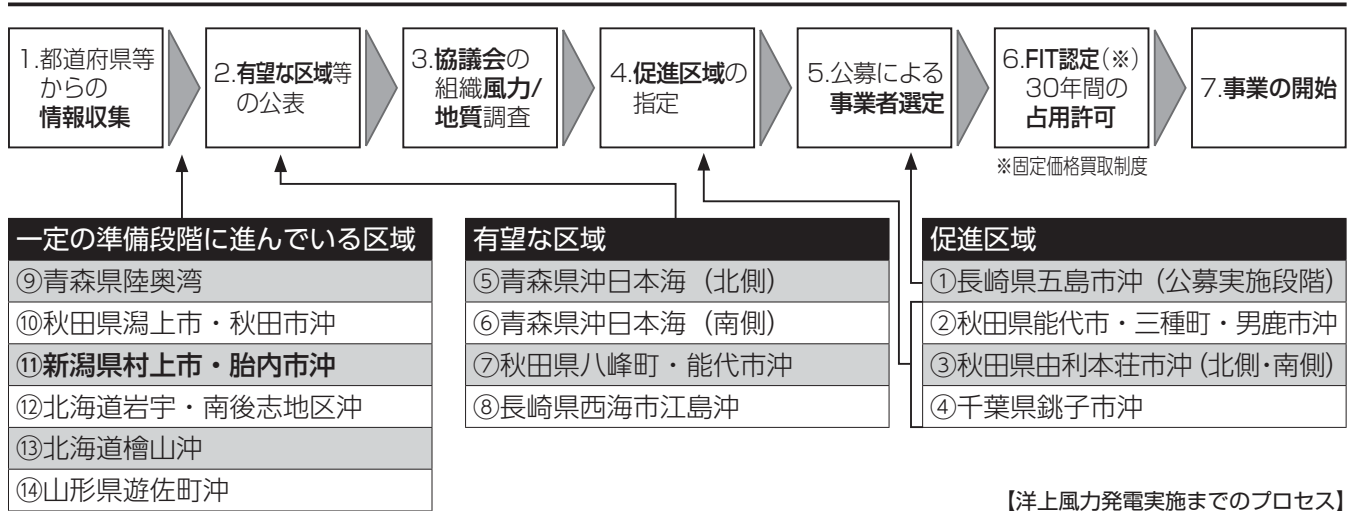 1.都道府県等
からの
情報収集
2.有望な区域等
の公表
3.協議会の
組織風力/
地質調査
4.促進区域の
指定
5.公募による
事業者選定
6.FIT認定(※)
30年間の
占用許可
7.事業の開始
※固定価格買取制度
一定の準備段階に進んでいる区域
⑨青森県陸奥湾
⑩秋田県潟上市・秋田市沖
⑪新潟県村上市・胎内市沖
⑫北海道岩宇・南後志地区沖
⑬北海道檜山沖
⑭山形県遊佐町沖
有望な区域
⑤青森県沖日本海（北側）
⑥青森県沖日本海（南側）
⑦秋田県八峰町・能代市沖
⑧長崎県西海市江島沖
促進区域
①長崎県五島市沖（公募実施段階）
②秋田県能代市・三種町・男鹿市沖
③秋田県由利本荘市沖（北側・南側）
④千葉県銚子市沖
【洋上風力発電実施までのプロセス】